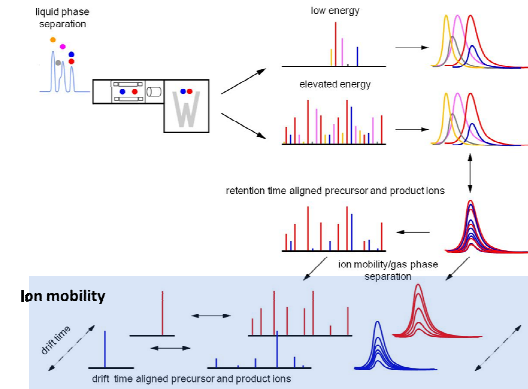 liquid phase
separation
low energy
elevated energy
W
retention time aligned precursor and product ions
ion mobility/gas phase
separation
Ion mobility
drift time
drift time aligned precursor and product ions